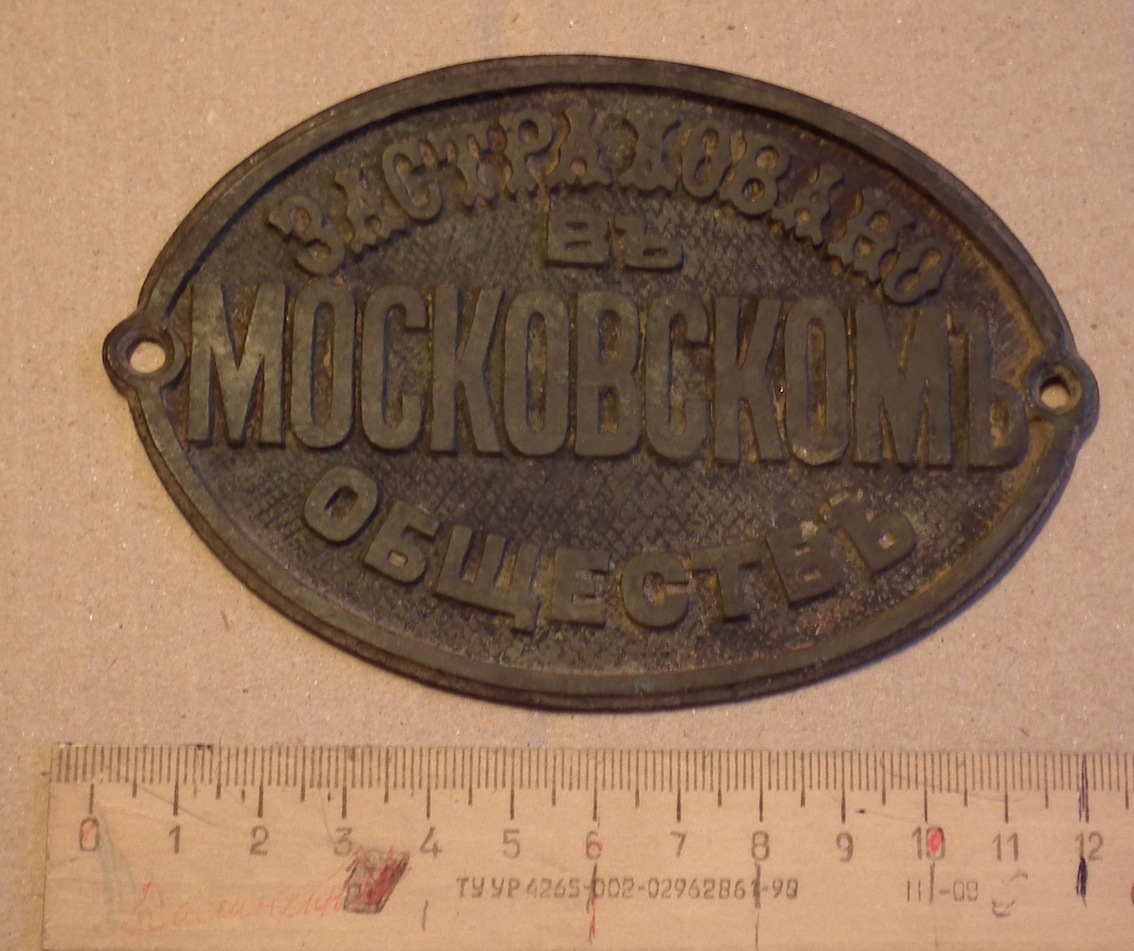 ЗАСТРАХОВАНО
ВЪ
МОСКОВСКОМЪ
ОБЩЕСТВѢ
0 1 2 3 4 5 6 7 8 9 10 11 12
ТУ УР 4265-002-02962861-98